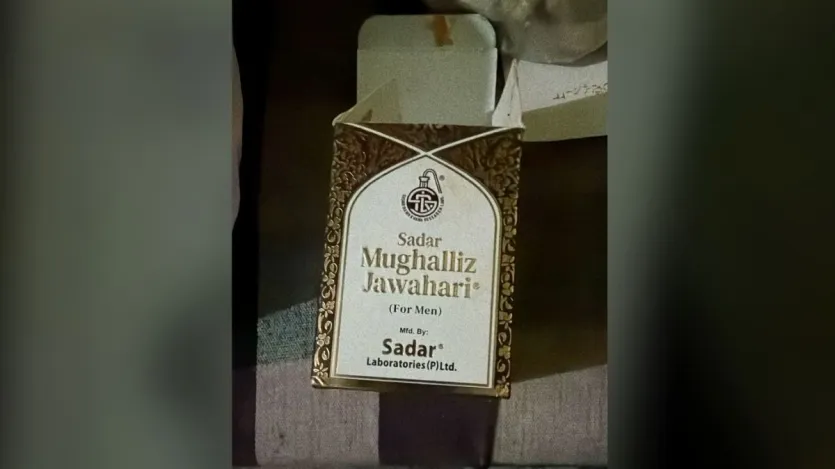 Sadar
Mughalliz
Jawahari®
(For Men)
Mfd. By:
Sadar®
Laboratories (P) Ltd.